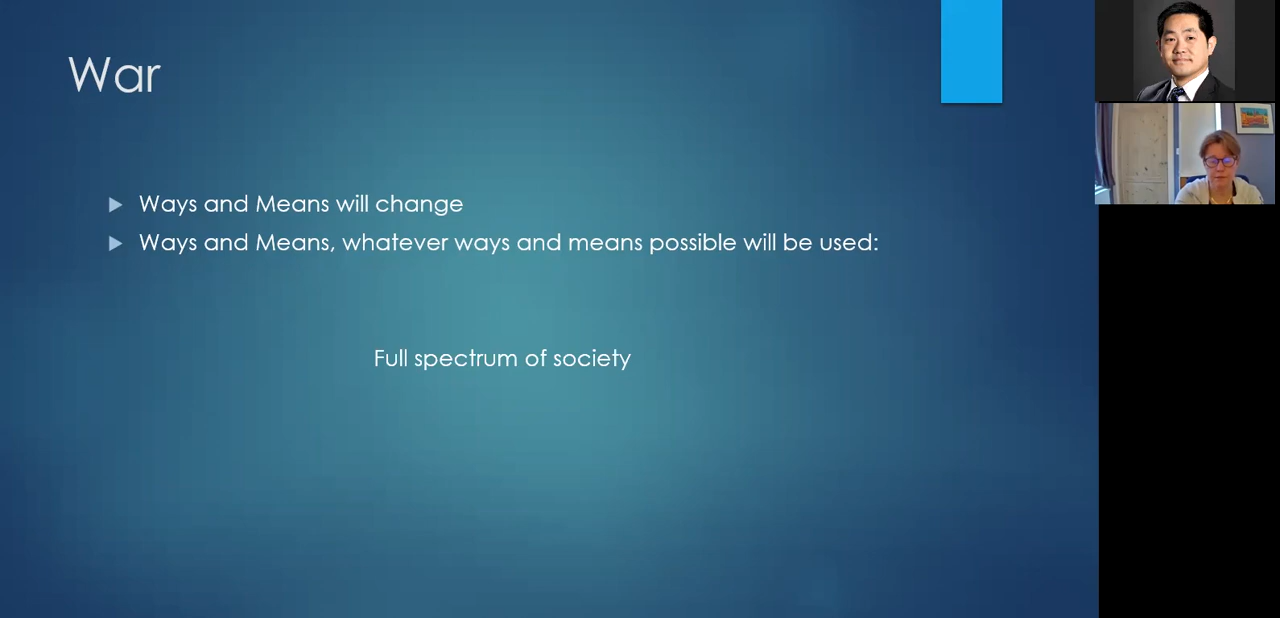 War
Ways and Means will change
Ways and Means, whatever ways and means possible will be used:
Full spectrum of society